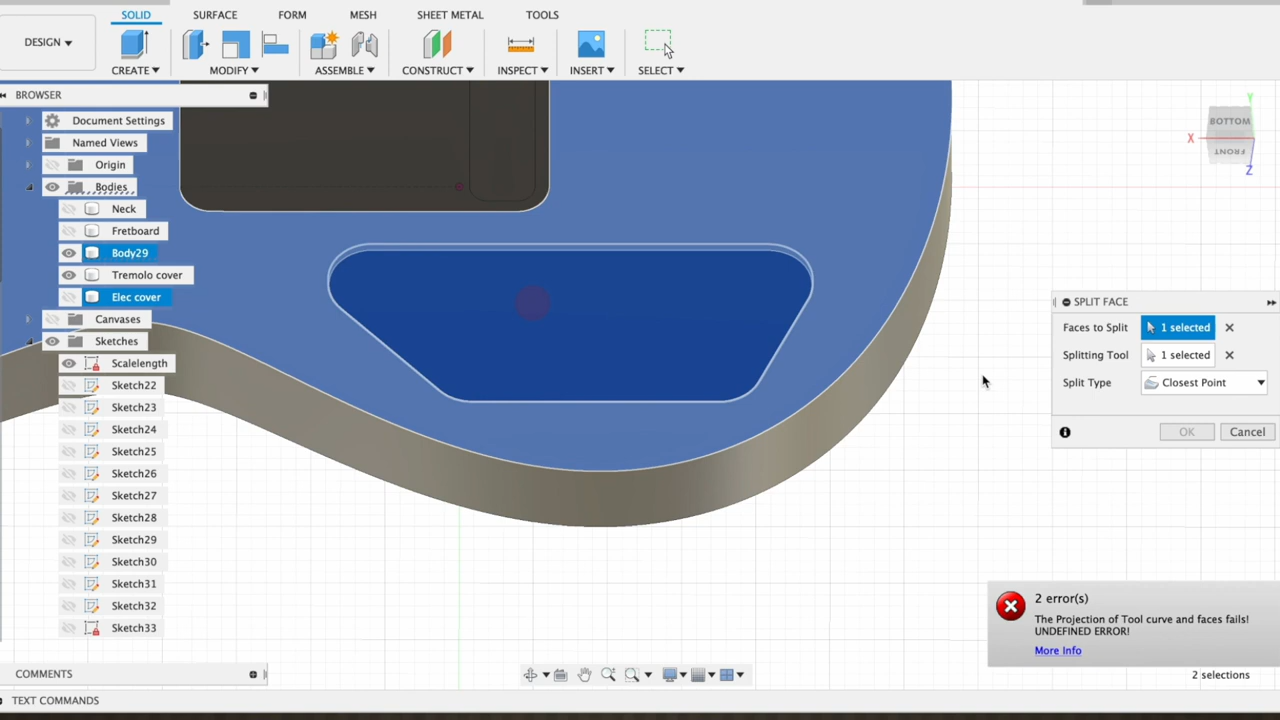 SOLID
SURFACE
FORM
MESH
SHEET METAL
TOOLS
DESIGN
CREATE
MODIFY
ASSEMBLE
CONSTRUCT
INSPECT
INSERT
SELECT
BROWSER
Document Settings
Named Views
Origin
Bodies
Neck
Fretboard
Body29
Tremolo cover
Elec cover
Canvases
Sketches
Scalelength
Sketch22
Sketch23
Sketch24
Sketch25
Sketch26
Sketch27
Sketch28
Sketch29
Sketch30
Sketch31
Sketch32
Sketch33
Y
BOTTOM
X
FRONT
Z
SPLIT FACE
Faces to Split 1 selected
Splitting Tool 1 selected
Split Type Closest Point
OK Cancel
2 error(s)
The Projection of Tool curve and faces fails!
UNDEFINED ERROR!
More Info
2 selections
COMMENTS
TEXT COMMANDS